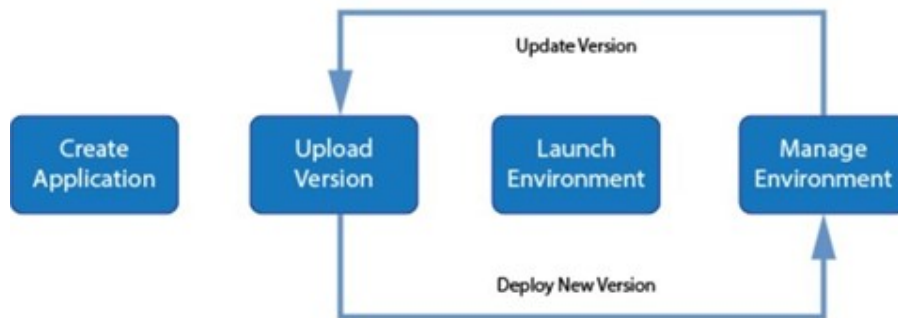 Update Version
Create
Application
Upload
Version
Launch
Environment
Manage
Environment
Deploy New Version